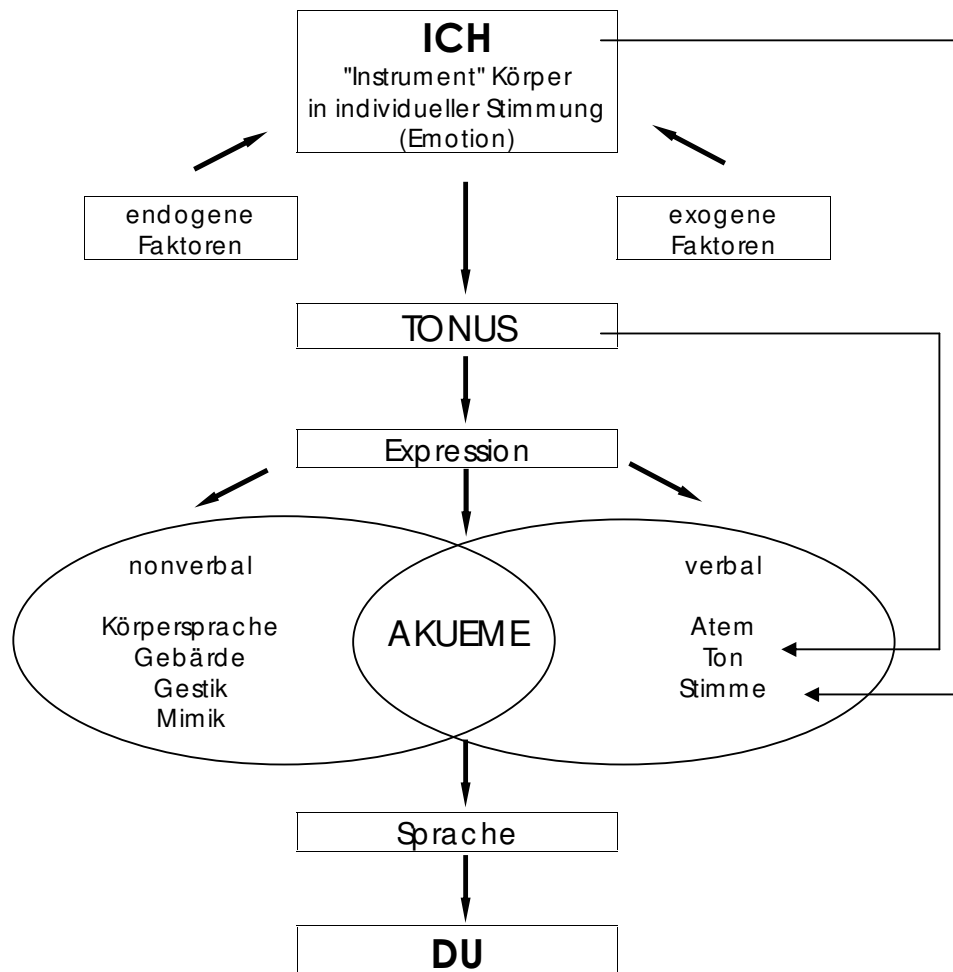 ICH
"Instrument" Körper
in individueller Stimmung
(Emotion)
endogene
Faktoren
exogene
Faktoren
TONUS
Expression
nonverbal
Körpersprache
Gebärde
Gestik
Mimik
AKUEME
verbal
Atem
Ton
Stimme
Sprache
DU